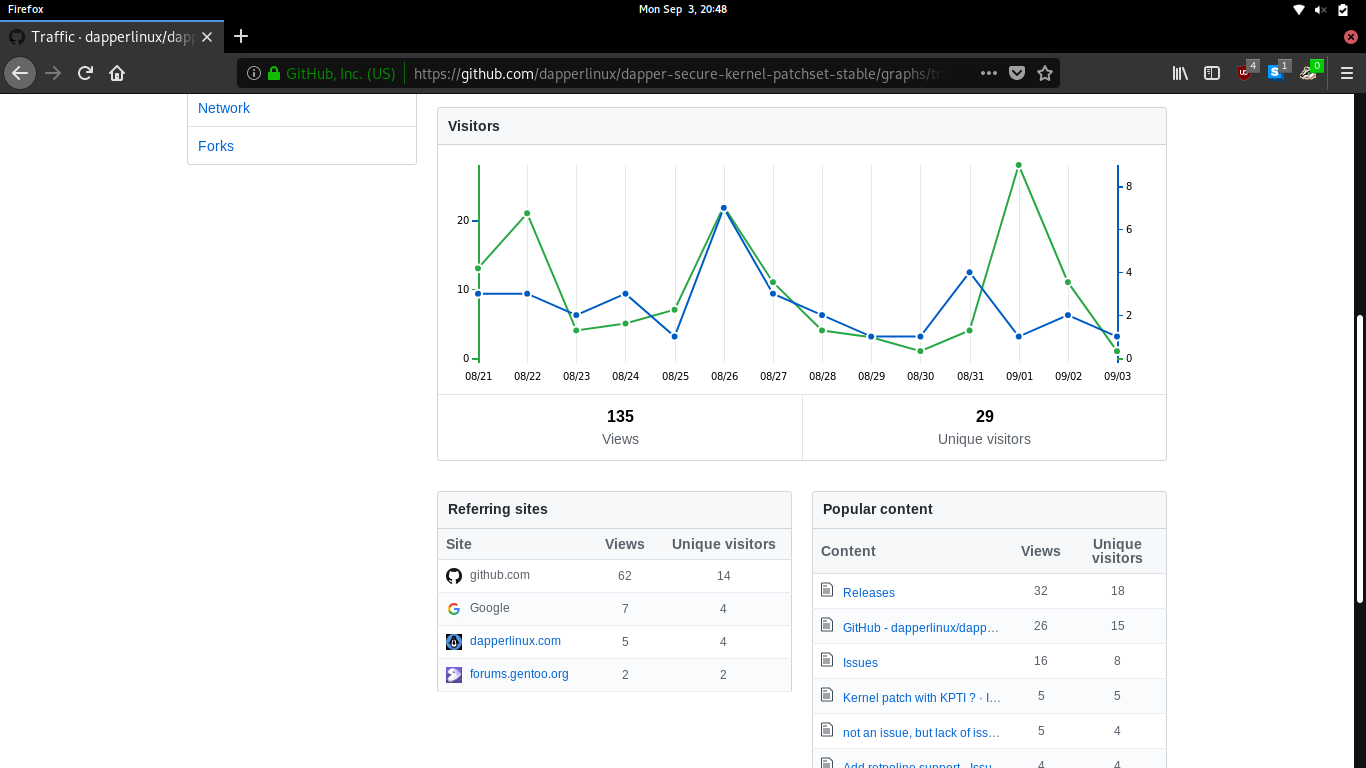 Firefox
Mon Sep 3, 20:48
Traffic · dapperlinux/dapp
GitHub, Inc. (US)
https://github.com/dapperlinux/dapper-secure-kernel-patchset-stable/graphs/tr
4
1
0
Network
Forks
Visitors
20
10
0
8
6
4
2
0
08/21 08/22 08/23 08/24 08/25 08/26 08/27 08/28 08/29 08/30 08/31 09/01 09/02 09/03
135
Views
29
Unique visitors
Referring sites
Site Views Unique visitors
github.com 62 14
Google 7 4
dapperlinux.com 5 4
forums.gentoo.org 2 2
Popular content
Content Views Unique visitors
Releases 32 18
GitHub - dapperlinux/dapp… 26 15
Issues 16 8
Kernel patch with KPTI ? · I… 5 5
not an issue, but lack of iss… 5 4
Add retpoline support · Issu… 4 4